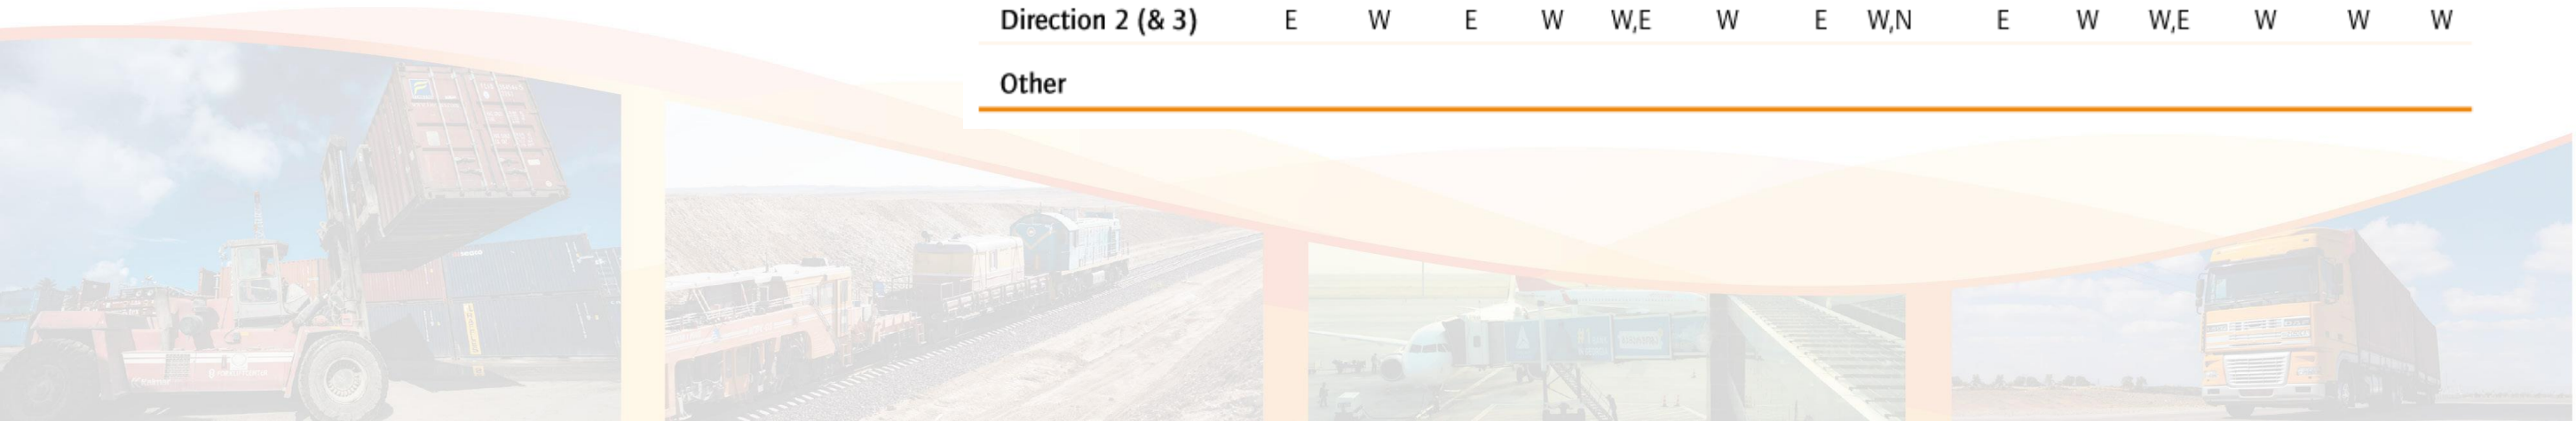 Direction 2 (& 3) E W E W W,E W E W,N E W W,E W W W
Other